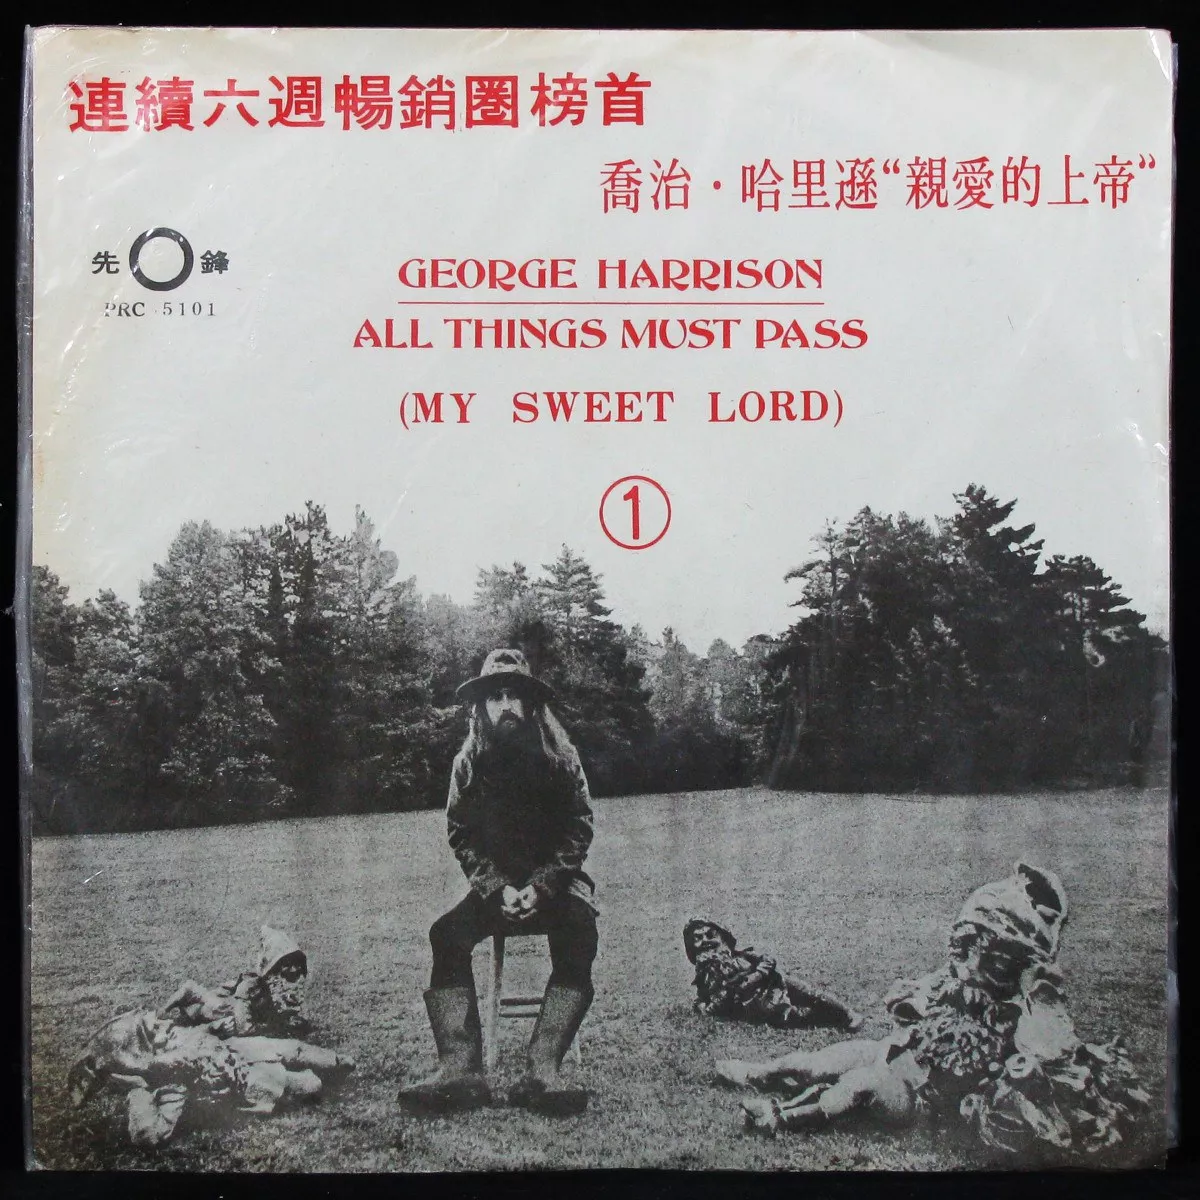 連續六週暢銷圈榜首
喬治·哈里遜“親愛的上帝”
先鋒
PRC 5101
GEORGE HARRISON
ALL THINGS MUST PASS
(MY SWEET LORD)
1